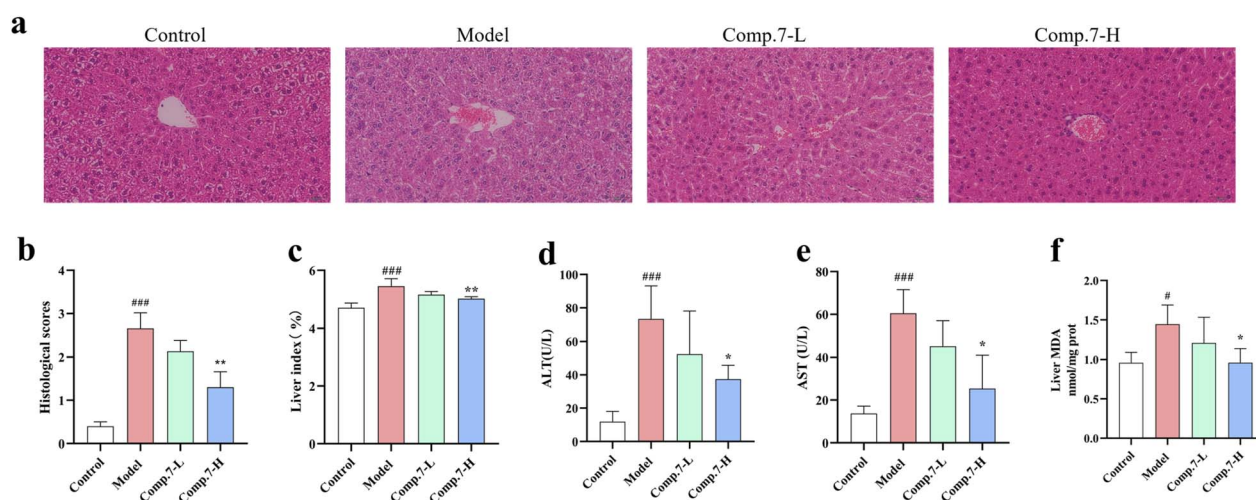 a
Control
Model
Comp.7-L
Comp.7-H
b
Histological scores
4
3
2
1
0
###
**
Control
Model
Comp.7-L
Comp.7-H
c
Liver index ( %)
6
4
2
0
###
**
Control
Model
Comp.7-L
Comp.7-H
d
ALT(U/L)
100
80
60
40
20
0
###
*
Control
Model
Comp.7-L
Comp.7-H
e
AST (U/L)
80
60
40
20
0
###
*
Control
Model
Comp.7-L
Comp.7-H
f
Liver MDA
nmol/mg prot
2.0
1.5
1.0
0.5
0.0
#
*
Control
Model
Comp.7-L
Comp.7-H